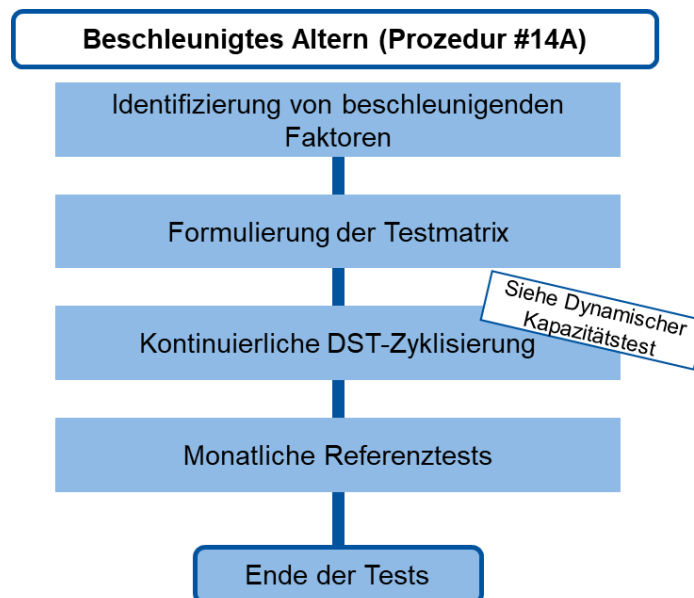 Beschleunigtes Altern (Prozedur #14A)
Identifizierung von beschleunigenden
Faktoren
Formulierung der Testmatrix
Siehe Dynamischer
Kapazitätstest
Kontinuierliche DST-Zyklisierung
Monatliche Referenztests
Ende der Tests